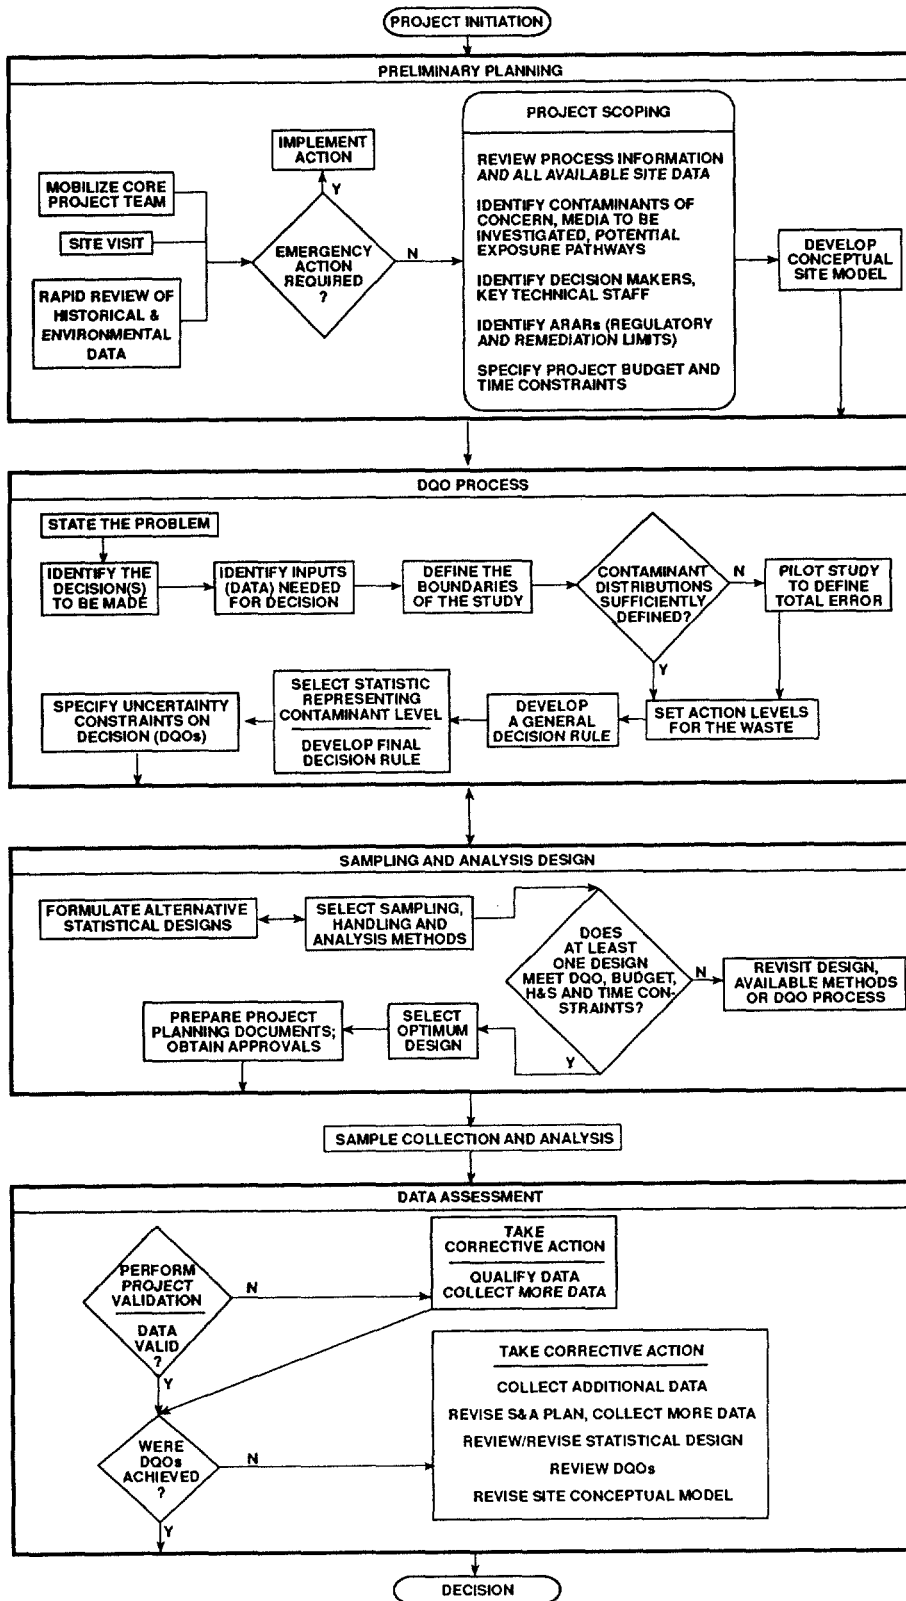 PROJECT INITIATION
PRELIMINARY PLANNING
MOBILIZE CORE
PROJECT TEAM
SITE VISIT
RAPID REVIEW OF
HISTORICAL &
ENVIRONMENTAL
DATA
IMPLEMENT
ACTION
Y
EMERGENCY
ACTION
REQUIRED
?
N
PROJECT SCOPING
REVIEW PROCESS INFORMATION
AND ALL AVAILABLE SITE DATA
IDENTIFY CONTAMINANTS OF
CONCERN, MEDIA TO BE
INVESTIGATED, POTENTIAL
EXPOSURE PATHWAYS
IDENTIFY DECISION MAKERS,
KEY TECHNICAL STAFF
IDENTIFY ARARs (REGULATORY
AND REMEDIATION LIMITS)
SPECIFY PROJECT BUDGET AND
TIME CONSTRAINTS
DEVELOP
CONCEPTUAL
SITE MODEL
DQO PROCESS
STATE THE PROBLEM
IDENTIFY THE
DECISION(S)
TO BE MADE
IDENTIFY INPUTS
(DATA) NEEDED
FOR DECISION
DEFINE THE
BOUNDARIES
OF THE STUDY
CONTAMINANT
DISTRIBUTIONS
SUFFICIENTLY
DEFINED?
N
PILOT STUDY
TO DEFINE
TOTAL ERROR
Y
SET ACTION LEVELS
FOR THE WASTE
DEVELOP
A GENERAL
DECISION RULE
SELECT STATISTIC
REPRESENTING
CONTAMINANT LEVEL
DEVELOP FINAL
DECISION RULE
SPECIFY UNCERTAINTY
CONSTRAINTS ON
DECISION (DQOs)
SAMPLING AND ANALYSIS DESIGN
FORMULATE ALTERNATIVE
STATISTICAL DESIGNS
SELECT SAMPLING,
HANDLING AND
ANALYSIS METHODS
DOES
AT LEAST
ONE DESIGN
MEET DQO, BUDGET,
H&S AND TIME CON-
STRAINTS?
N
REVISIT DESIGN,
AVAILABLE METHODS
OR DQO PROCESS
Y
SELECT
OPTIMUM
DESIGN
PREPARE PROJECT
PLANNING DOCUMENTS;
OBTAIN APPROVALS
SAMPLE COLLECTION AND ANALYSIS
DATA ASSESSMENT
PERFORM
PROJECT
VALIDATION
DATA
VALID
?
N
TAKE
CORRECTIVE ACTION
QUALIFY DATA
COLLECT MORE DATA
Y
WERE
DQOs
ACHIEVED
?
N
TAKE CORRECTIVE ACTION
COLLECT ADDITIONAL DATA
REVISE S&A PLAN, COLLECT MORE DATA
REVIEW/REVISE STATISTICAL DESIGN
REVIEW DQOs
REVISE SITE CONCEPTUAL MODEL
Y
DECISION